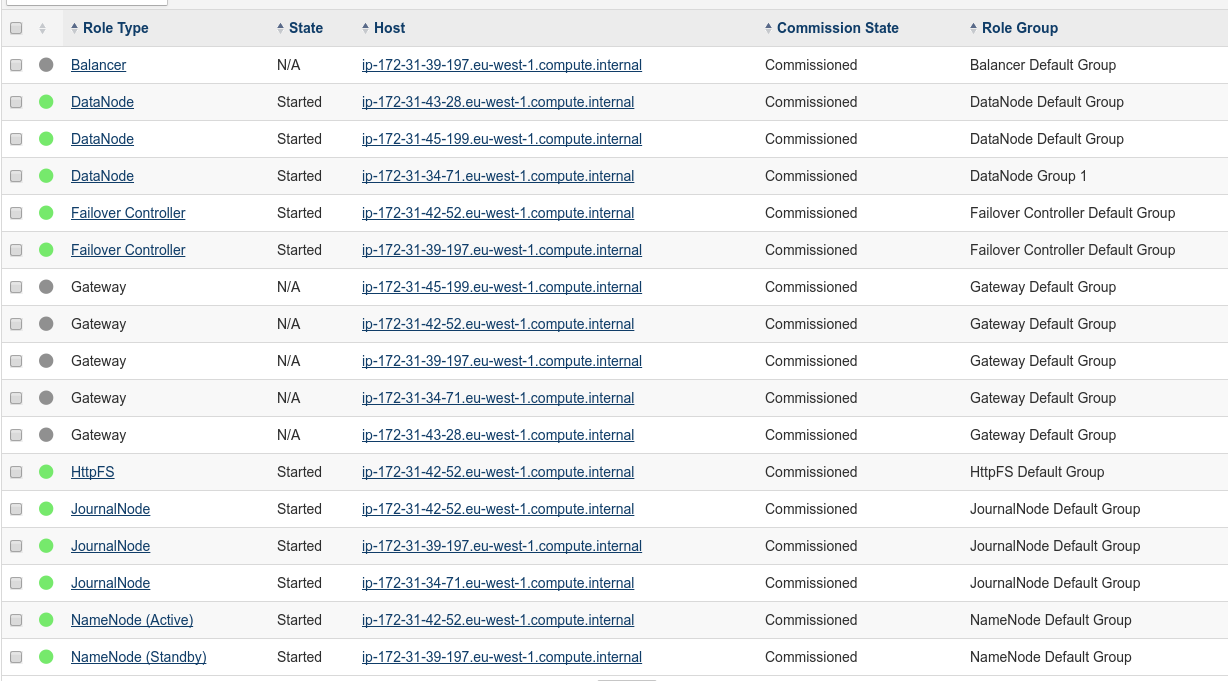 Role Type State Host Commission State Role Group
Balancer N/A ip-172-31-39-197.eu-west-1.compute.internal Commissioned Balancer Default Group
DataNode Started ip-172-31-43-28.eu-west-1.compute.internal Commissioned DataNode Default Group
DataNode Started ip-172-31-45-199.eu-west-1.compute.internal Commissioned DataNode Default Group
DataNode Started ip-172-31-34-71.eu-west-1.compute.internal Commissioned DataNode Group 1
Failover Controller Started ip-172-31-42-52.eu-west-1.compute.internal Commissioned Failover Controller Default Group
Failover Controller Started ip-172-31-39-197.eu-west-1.compute.internal Commissioned Failover Controller Default Group
Gateway N/A ip-172-31-45-199.eu-west-1.compute.internal Commissioned Gateway Default Group
Gateway N/A ip-172-31-42-52.eu-west-1.compute.internal Commissioned Gateway Default Group
Gateway N/A ip-172-31-39-197.eu-west-1.compute.internal Commissioned Gateway Default Group
Gateway N/A ip-172-31-34-71.eu-west-1.compute.internal Commissioned Gateway Default Group
Gateway N/A ip-172-31-43-28.eu-west-1.compute.internal Commissioned Gateway Default Group
HttpFS Started ip-172-31-42-52.eu-west-1.compute.internal Commissioned HttpFS Default Group
JournalNode Started ip-172-31-42-52.eu-west-1.compute.internal Commissioned JournalNode Default Group
JournalNode Started ip-172-31-39-197.eu-west-1.compute.internal Commissioned JournalNode Default Group
JournalNode Started ip-172-31-34-71.eu-west-1.compute.internal Commissioned JournalNode Default Group
NameNode (Active) Started ip-172-31-42-52.eu-west-1.compute.internal Commissioned NameNode Default Group
NameNode (Standby) Started ip-172-31-39-197.eu-west-1.compute.internal Commissioned NameNode Default Group